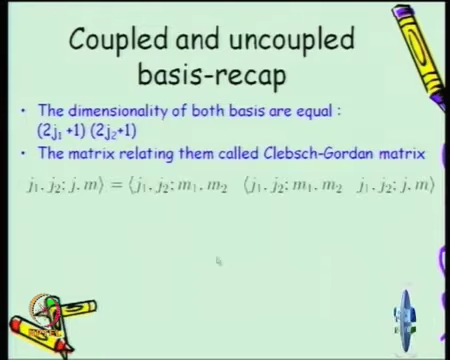 Coupled and uncoupled
basis-recap
• The dimensionality of both basis are equal :
(2j₁ +1) (2j₂+1)
• The matrix relating them called Clebsch-Gordan matrix
j₁, j₂; j, m⟩ = ⟨j₁, j₂; m₁, m₂ ⟨j₁, j₂; m₁, m₂ j₁, j₂; j, m⟩